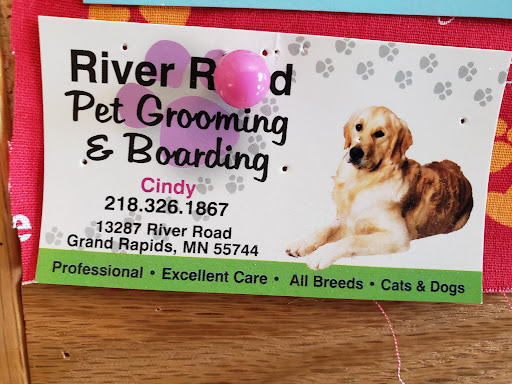 River Road
Pet Grooming
& Boarding
Cindy
218.326.1867
13287 River Road
Grand Rapids, MN 55744
Professional • Excellent Care • All Breeds • Cats & Dogs